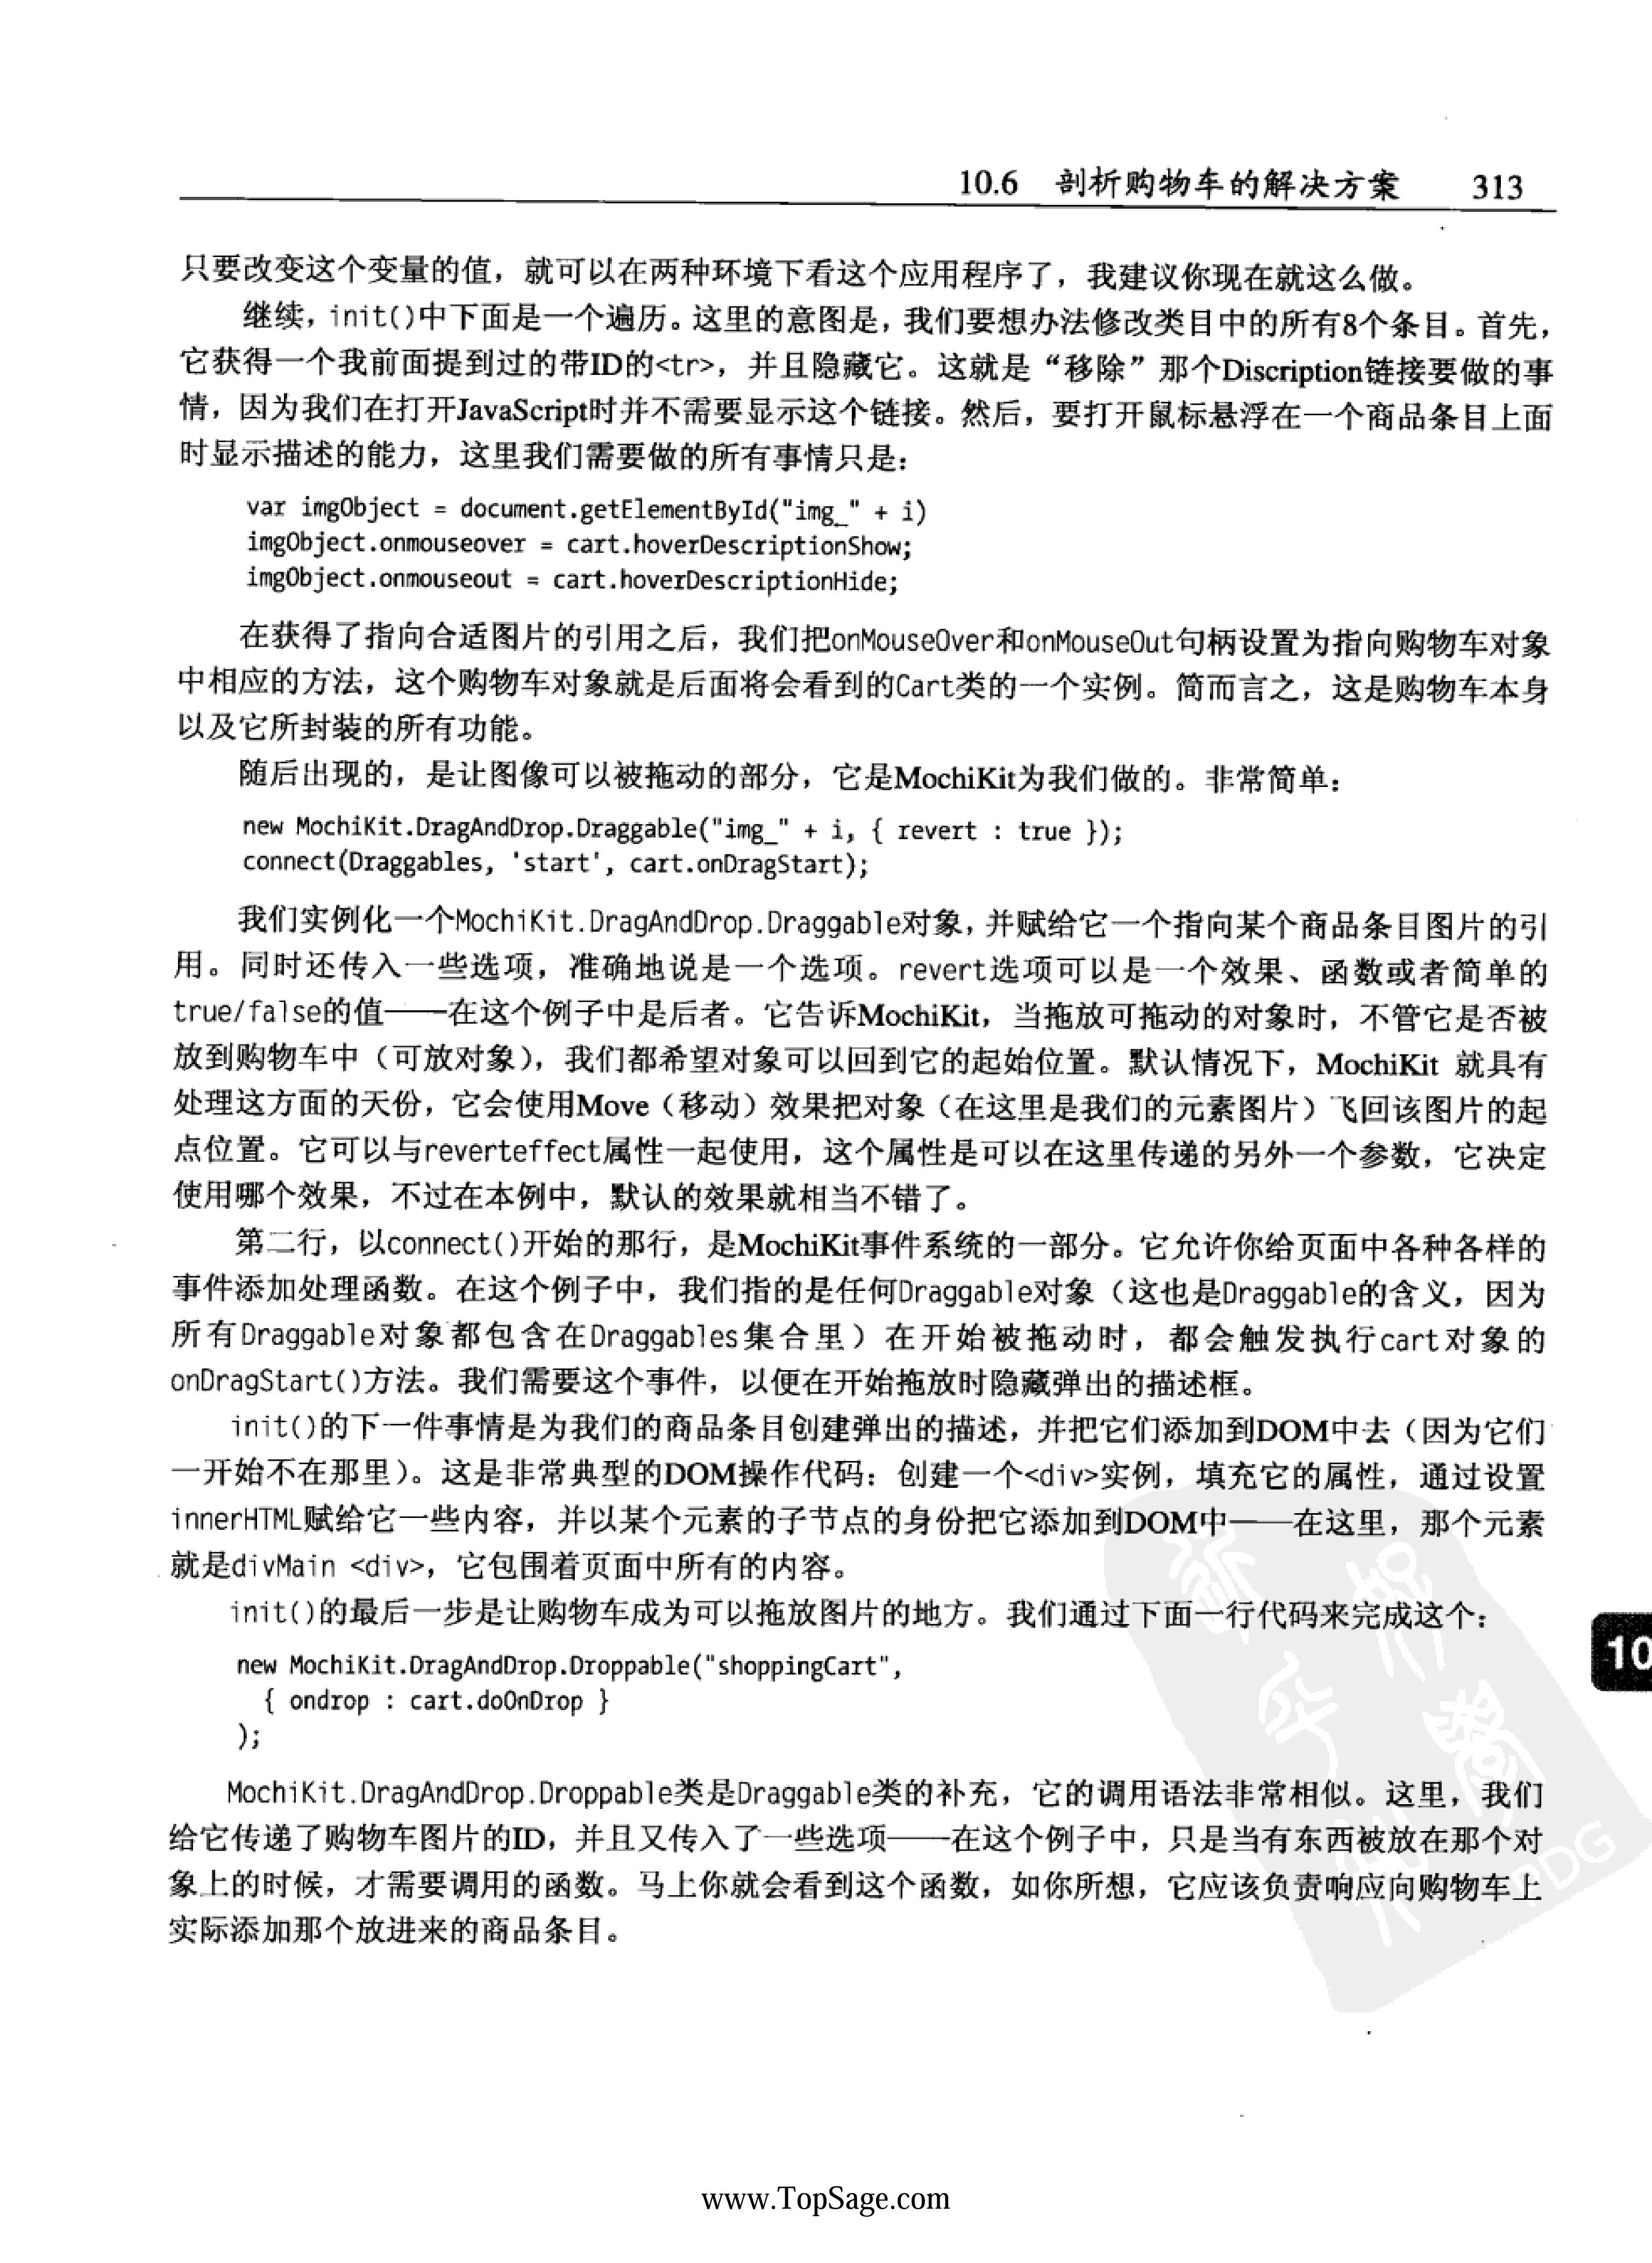 10.6 剖析购物车的解决方案 313
只要改变这个变量的值，就可以在两种环境下看这个应用程序了，我建议你现在就这么做。
继续，init()中下面是一个遍历。这里的意图是，我们要想办法修改类目中的所有8个条目。首先，
它获得一个我前面提到过的带ID的<tr>，并且隐藏它。这就是“移除”那个Discription链接要做的事
情，因为我们在打开JavaScript时并不需要显示这个链接。然后，要打开鼠标悬浮在一个商品条目上面
时显示描述的能力，这里我们需要做的所有事情只是：
var imgObject = document.getElementById("img_" + i)
imgObject.onmouseover = cart.hoverDescriptionShow;
imgObject.onmouseout = cart.hoverDescriptionHide;
在获得了指向合适图片的引用之后，我们把onMouseOver和onMouseOut句柄设置为指向购物车对象
中相应的方法，这个购物车对象就是后面将会看到的Cart类的一个实例。简而言之，这是购物车本身
以及它所封装的所有功能。
随后出现的，是让图像可以被拖动的部分，它是MochiKit为我们做的。非常简单：
new MochiKit.DragAndDrop.Draggable("img_" + i, { revert : true });
connect(Draggables, 'start', cart.onDragStart);
我们实例化一个MochiKit.DragAndDrop.Draggable对象，并赋给它一个指向某个商品条目图片的引
用。同时还传入一些选项，准确地说是一个选项。revert选项可以是一个效果、函数或者简单的
true/false的值——在这个例子中是后者。它告诉MochiKit，当拖放可拖动的对象时，不管它是否被
放到购物车中（可放对象），我们都希望对象可以回到它的起始位置。默认情况下，MochiKit 就具有
处理这方面的天份，它会使用Move（移动）效果把对象（在这里是我们的元素图片）飞回该图片的起
点位置。它可以与reverteffect属性一起使用，这个属性是可以在这里传递的另外一个参数，它决定
使用哪个效果，不过在本例中，默认的效果就相当不错了。
第二行，以connect()开始的那行，是MochiKit事件系统的一部分。它允许你给页面中各种各样的
事件添加处理函数。在这个例子中，我们指的是任何Draggable对象（这也是Draggable的含义，因为
所有Draggable对象都包含在Draggables集合里）在开始被拖动时，都会触发执行cart对象的
onDragStart()方法。我们需要这个事件，以便在开始拖放时隐藏弹出的描述框。
init()的下一件事情是为我们的商品条目创建弹出的描述，并把它们添加到DOM中去（因为它们
一开始不在那里）。这是非常典型的DOM操作代码：创建一个<div>实例，填充它的属性，通过设置
innerHTML赋给它一些内容，并以某个元素的子节点的身份把它添加到DOM中——在这里，那个元素
就是divMain <div>，它包围着页面中所有的内容。
init()的最后一步是让购物车成为可以拖放图片的地方。我们通过下面一行代码来完成这个：
10
new MochiKit.DragAndDrop.Droppable("shoppingCart",
{ ondrop : cart.doOnDrop }
);
MochiKit.DragAndDrop.Droppable类是Draggable类的补充，它的调用语法非常相似。这里，我们
给它传递了购物车图片的ID，并且又传入了一些选项——在这个例子中，只是当有东西被放在那个对
象上的时候，才需要调用的函数。马上你就会看到这个函数，如你所想，它应该负责响应向购物车上
实际添加那个放进来的商品条目。
www.TopSage.com